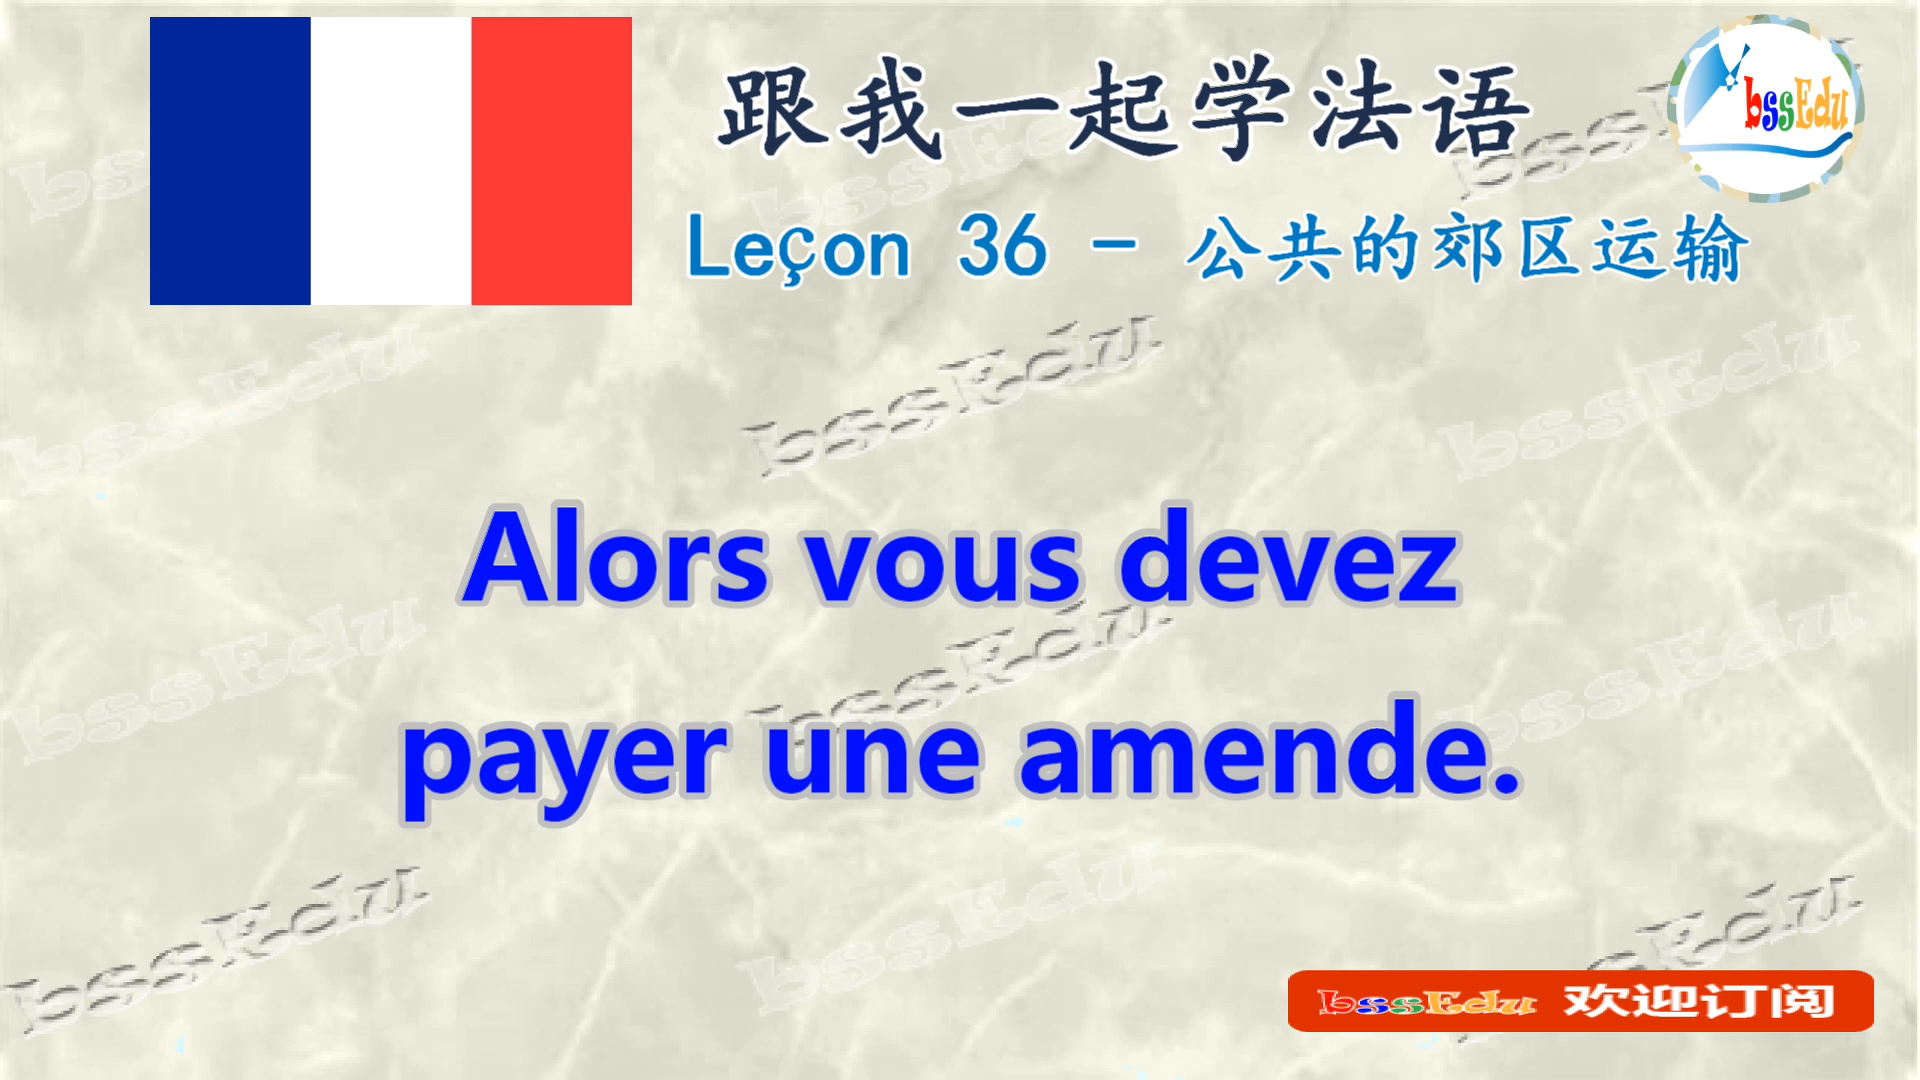 跟我一起学法语
bssEdu
Leçon 36 - 公共的郊区运输
Alors vous devez
payer une amende.
bssEdu 欢迎订阅